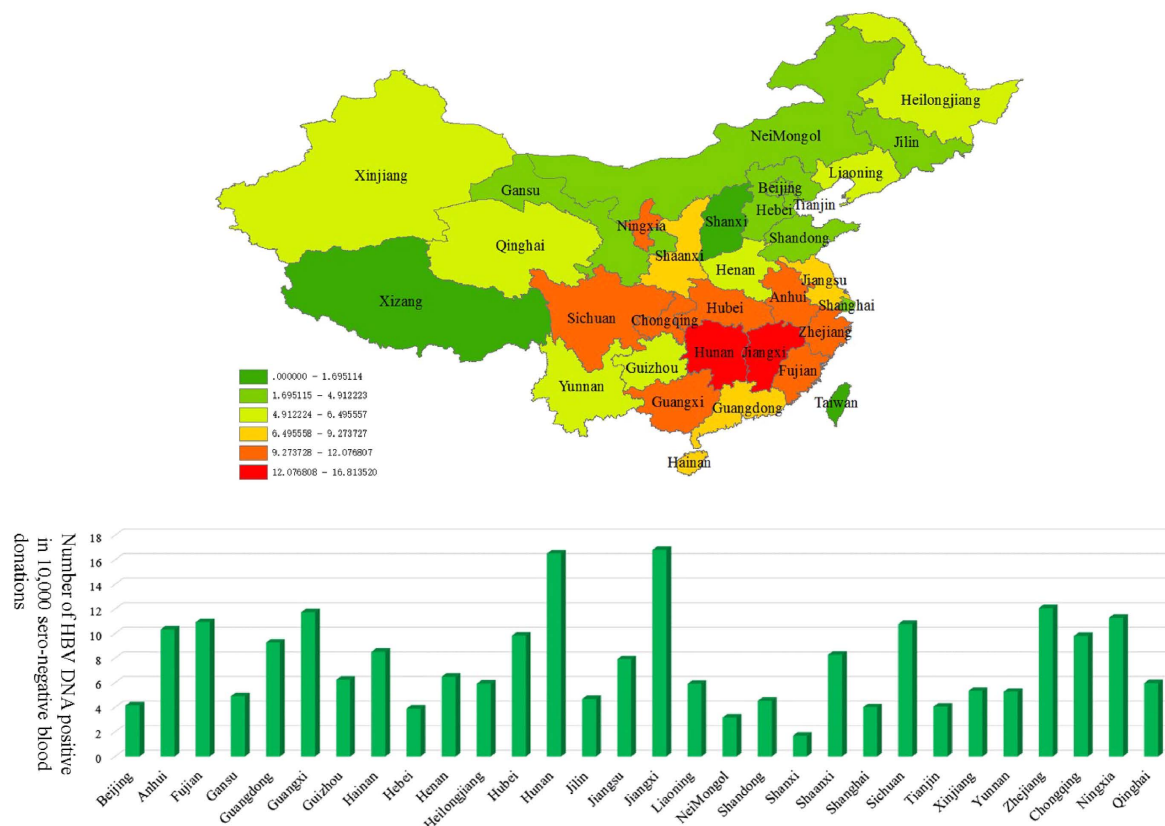 Heilongjiang
NeiMongol
Jilin
Xinjiang
Liaoning
Gansu
Beijing
Tianjin
Hebei
Shanxi
Ningxia
Shandong
Qinghai
Shaanxi
Henan
Jiangsu
Xizang
Anhui
Shanghai
Hubei
Sichuan
Chongqing
Zhejiang
Hunan
Jiangxi
Guizhou
Fujian
Yunnan
Guangxi
Guangdong
Taiwan
Hainan
.000000 - 1.695114
1.695115 - 4.912223
4.912224 - 6.495557
6.495558 - 9.273727
9.273728 - 12.076807
12.076808 - 16.813520
Number of HBV DNA positive
in 10,000 sero-negative blood
donations
18
16
14
12
10
8
6
4
2
0
Beijing
Anhui
Fujian
Gansu
Guangdong
Guangxi
Guizhou
Hainan
Hebei
Henan
Heilongjiang
Hubei
Hunan
Jilin
Jiangsu
Jiangxi
Liaoning
NeiMongol
Shandong
Shanxi
Shaanxi
Shanghai
Sichuan
Tianjin
Xinjiang
Yunnan
Zhejiang
Chongqing
Ningxia
Qinghai